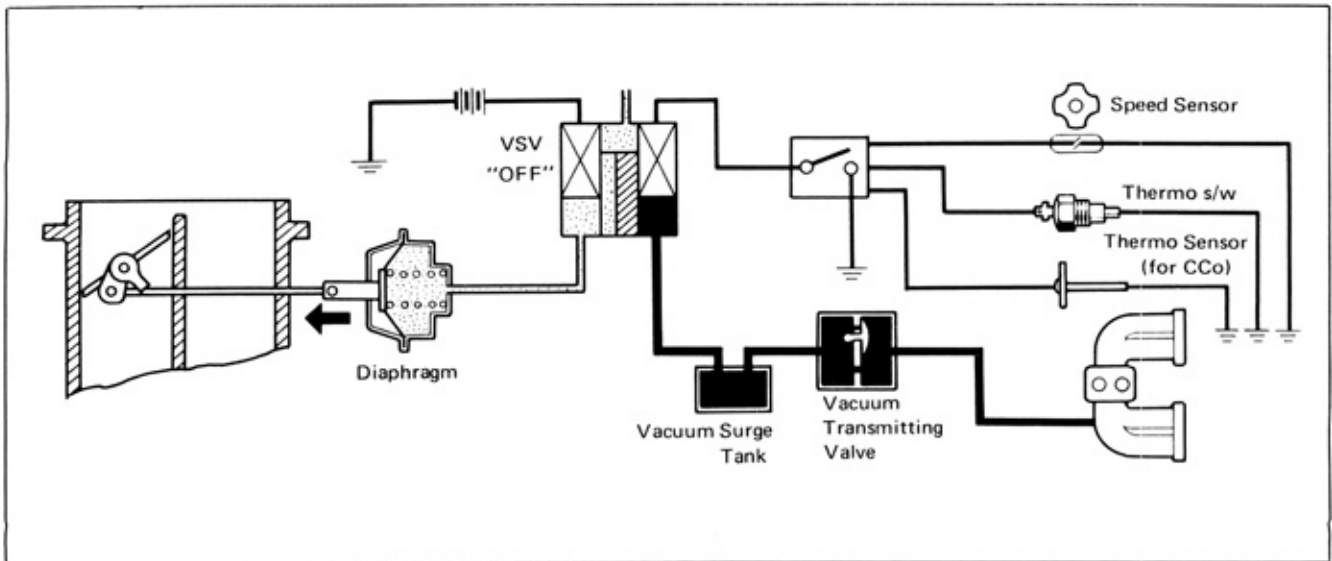 Speed Sensor
VSV
"OFF"
Thermo s/w
Thermo Sensor
(for CCo)
Diaphragm
Vacuum Surge
Tank
Vacuum
Transmitting
Valve